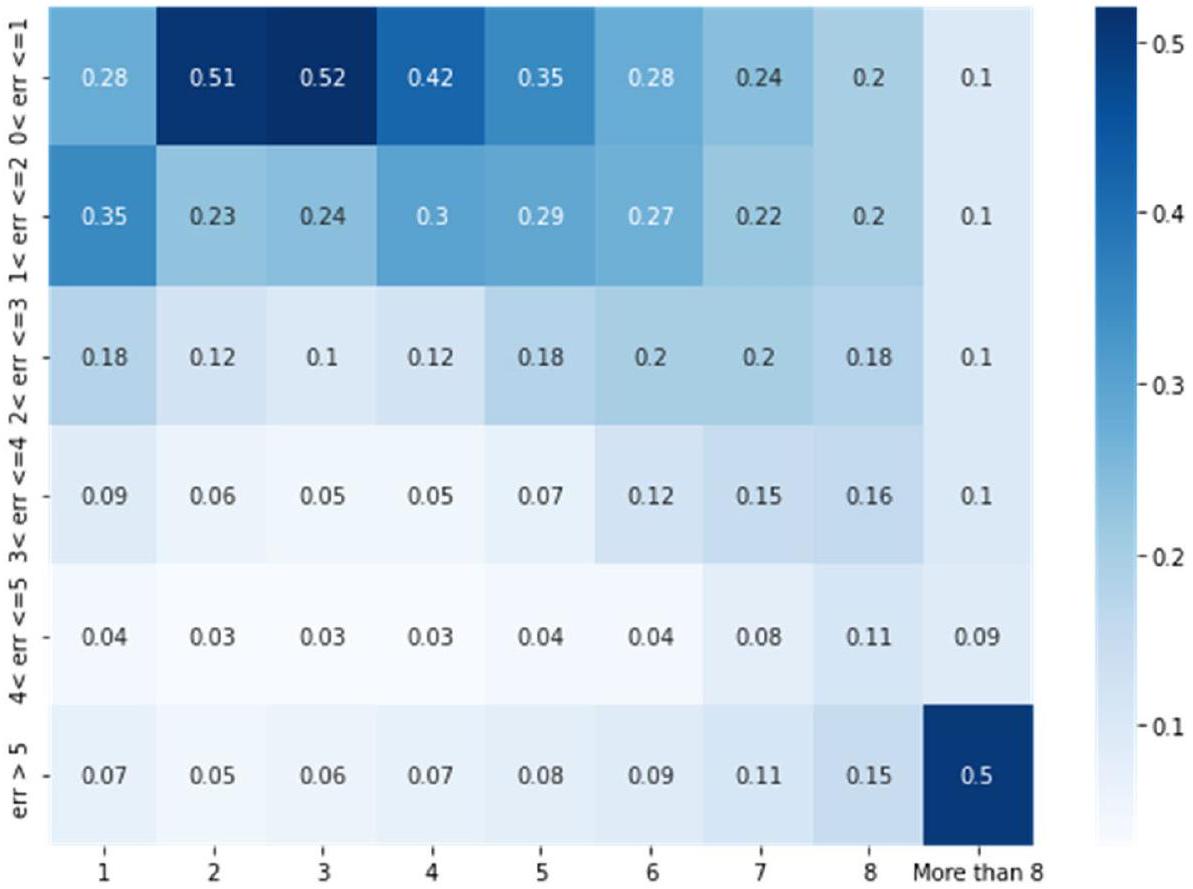 0< err <=1 0.28 0.51 0.52 0.42 0.35 0.28 0.24 0.2 0.1
1< err <=2 0.35 0.23 0.24 0.3 0.29 0.27 0.22 0.2 0.1
2< err <=3 0.18 0.12 0.1 0.12 0.18 0.2 0.2 0.18 0.1
3< err <=4 0.09 0.06 0.05 0.05 0.07 0.12 0.15 0.16 0.1
4< err <=5 0.04 0.03 0.03 0.03 0.04 0.04 0.08 0.11 0.09
err > 5 0.07 0.05 0.06 0.07 0.08 0.09 0.11 0.15 0.5
1 2 3 4 5 6 7 8 More than 8
0.5
0.4
0.3
0.2
0.1